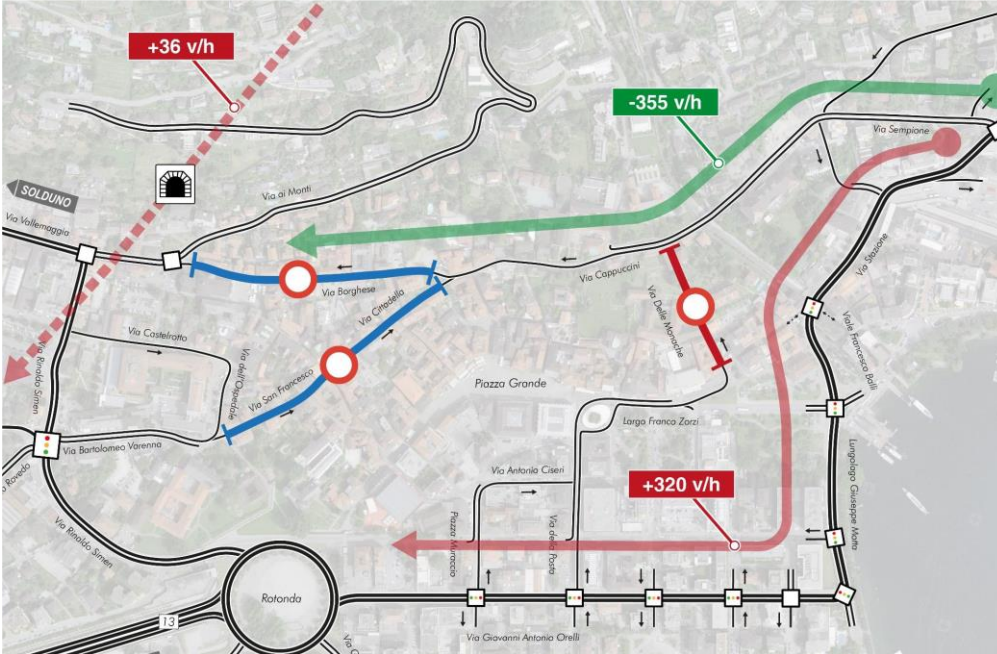 +36 v/h
-355 v/h
Via Sempione
SOLDUNO
Via ai Monti
Via Vallemaggia
Via Cappuccini
Via Stazione
Via Borghese
Via Cittadella
Via Delle Monache
Viale Francesco Balli
Via Castelrotto
Via Rinaldo Simen
Via dell'Ospedale
Via San Francesco
Piazza Grande
Largo Franco Zorzi
Via Bartolomeo Varenna
Via Antonio Ciseri
Lungolago Giuseppe Motta
+320 v/h
Rovedo
Via Rinaldo Simen
Piazza Muraccio
Via della Posta
Rotonda
13
Via Giovanni Antonio Orelli